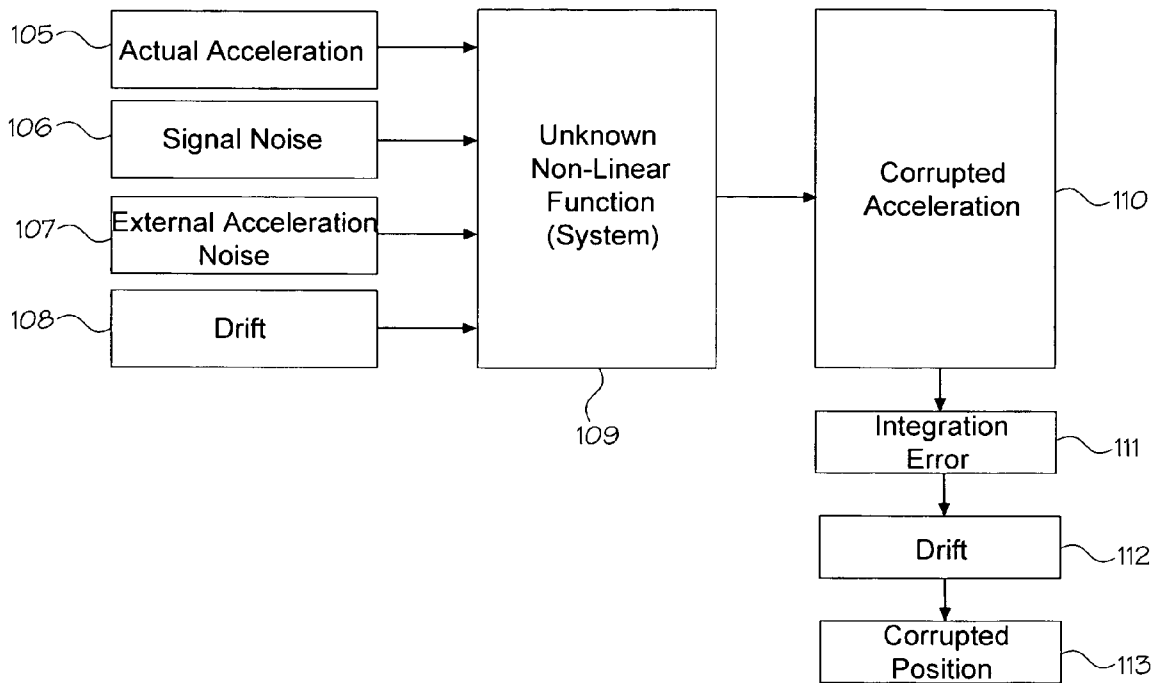 105
Actual Acceleration
106
Signal Noise
107
External Acceleration
Noise
108
Drift
Unknown
Non-Linear
Function
(System)
109
Corrupted
Acceleration
110
Integration
Error
111
Drift
112
Corrupted
Position
113